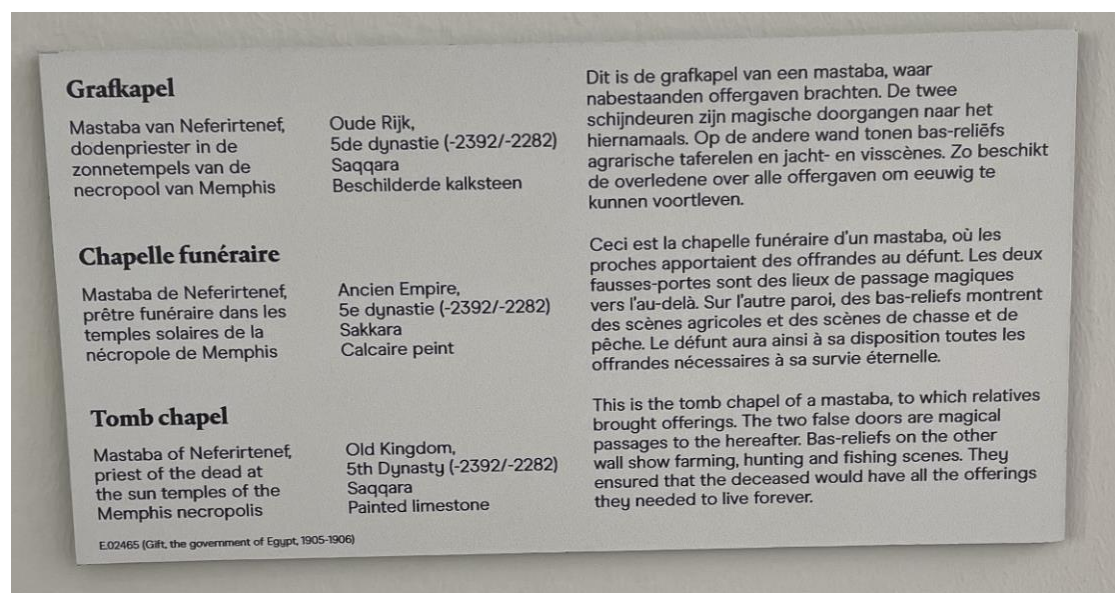 Grafkapel
Mastaba van Neferirtenef,
dodenpriester in de
zonnetempels van de
necropool van Memphis
Oude Rijk,
5de dynastie (-2392/-2282)
Saqqara
Beschilderde kalksteen
Dit is de grafkapel van een mastaba, waar
nabestaanden offergaven brachten. De twee
schijndeuren zijn magische doorgangen naar het
hiernamaals. Op de andere wand tonen bas-reliëfs
agrarische taferelen en jacht- en visscènes. Zo beschikt
de overledene over alle offergaven om eeuwig te
kunnen voortleven.
Chapelle funéraire
Mastaba de Neferirtenef,
prêtre funéraire dans les
temples solaires de la
nécropole de Memphis
Ancien Empire,
5e dynastie (-2392/-2282)
Sakkara
Calcaire peint
Ceci est la chapelle funéraire d'un mastaba, où les
proches apportaient des offrandes au défunt. Les deux
fausses-portes sont des lieux de passage magiques
vers l'au-delà. Sur l'autre paroi, des bas-reliefs montrent
des scènes agricoles et des scènes de chasse et de
pêche. Le défunt aura ainsi à sa disposition toutes les
offrandes nécessaires à sa survie éternelle.
Tomb chapel
Mastaba of Neferirtenef,
priest of the dead at
the sun temples of the
Memphis necropolis
Old Kingdom,
5th Dynasty (-2392/-2282)
Saqqara
Painted limestone
This is the tomb chapel of a mastaba, to which relatives
brought offerings. The two false doors are magical
passages to the hereafter. Bas-reliefs on the other
wall show farming, hunting and fishing scenes. They
ensured that the deceased would have all the offerings
they needed to live forever.
E.02465 (Gift, the government of Egypt, 1905-1906)